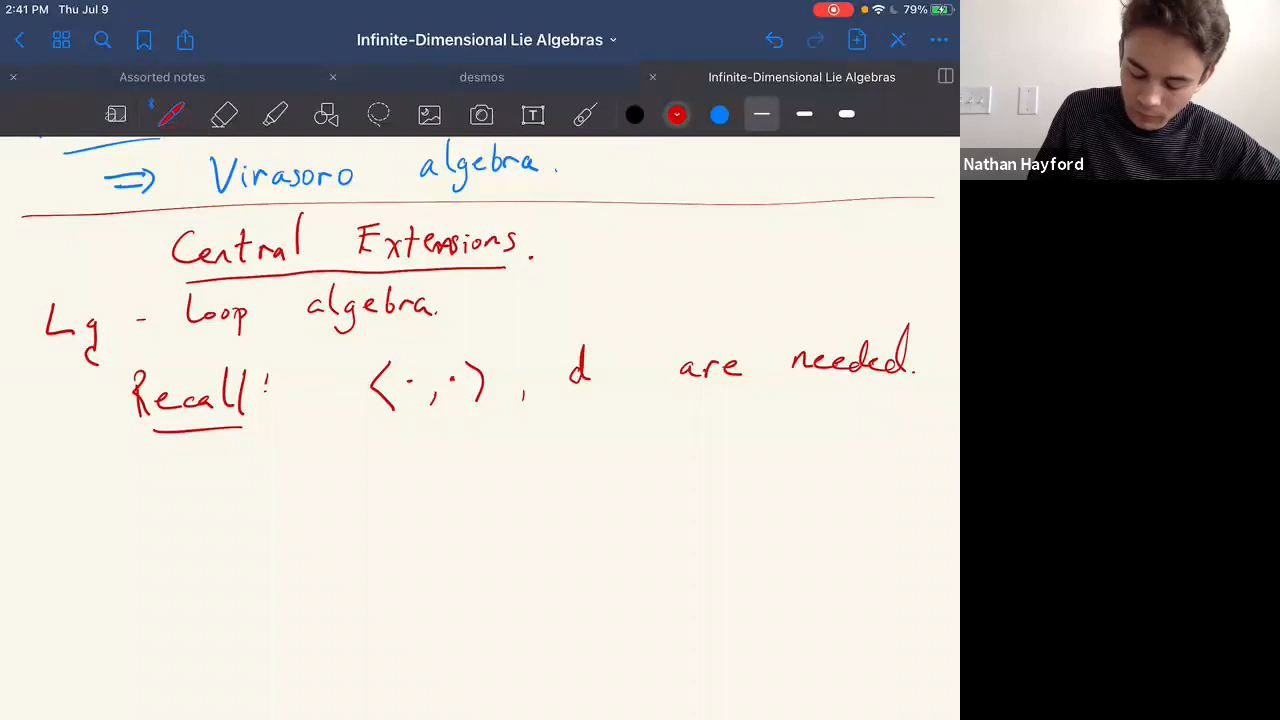 2:41 PM Thu Jul 9
79%
Infinite-Dimensional Lie Algebras
Assorted notes
desmos
Infinite-Dimensional Lie Algebras
Nathan Hayford
⇒ Virasoro algebra.
Central Extensions.
Lg - Loop algebra.
Recall: ⟨·,·⟩, d are needed.